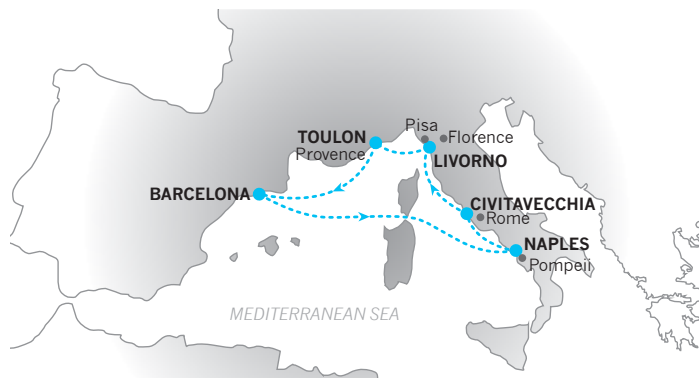 Pisa
TOULON
Florence
Provence
LIVORNO
BARCELONA
CIVITAVECCHIA
Rome
NAPLES
Pompeii
MEDITERRANEAN SEA